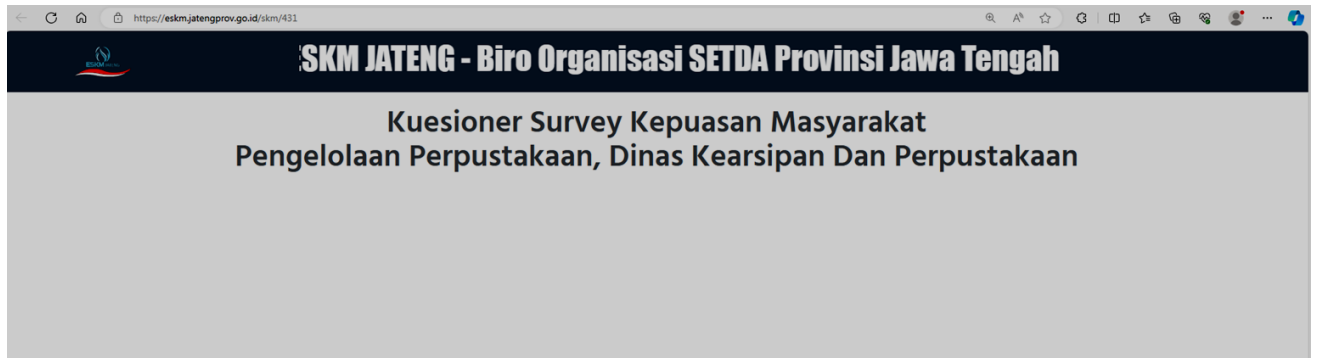 https://eskm.jatengprov.go.id/skm/431
ESKM
SKM JATENG - Biro Organisasi SETDA Provinsi Jawa Tengah
Kuesioner Survey Kepuasan Masyarakat
Pengelolaan Perpustakaan, Dinas Kearsipan Dan Perpustakaan